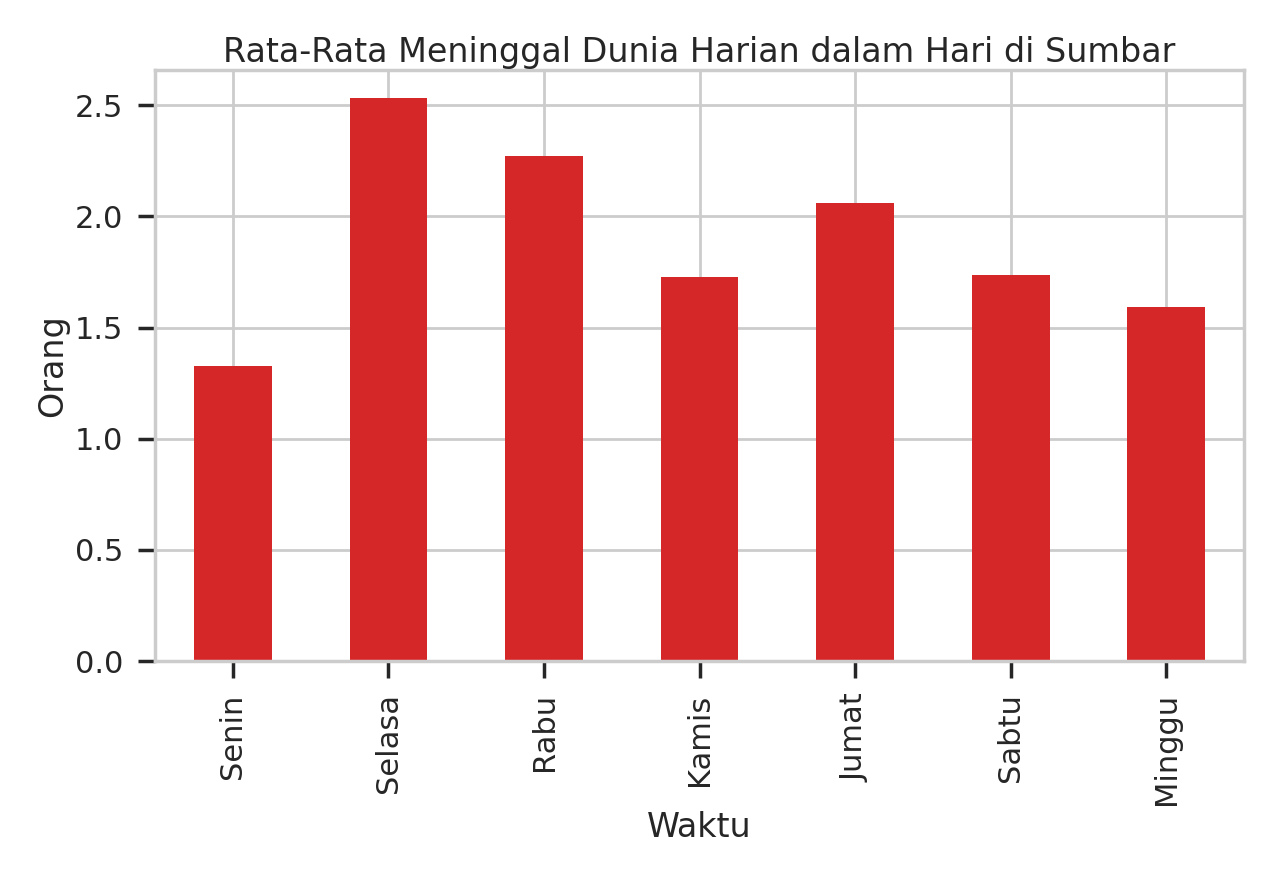 Rata-Rata Meninggal Dunia Harian dalam Hari di Sumbar
2.5
2.0
1.5
1.0
0.5
0.0
Orang
Senin
Selasa
Rabu
Kamis
Jumat
Sabtu
Minggu
Waktu